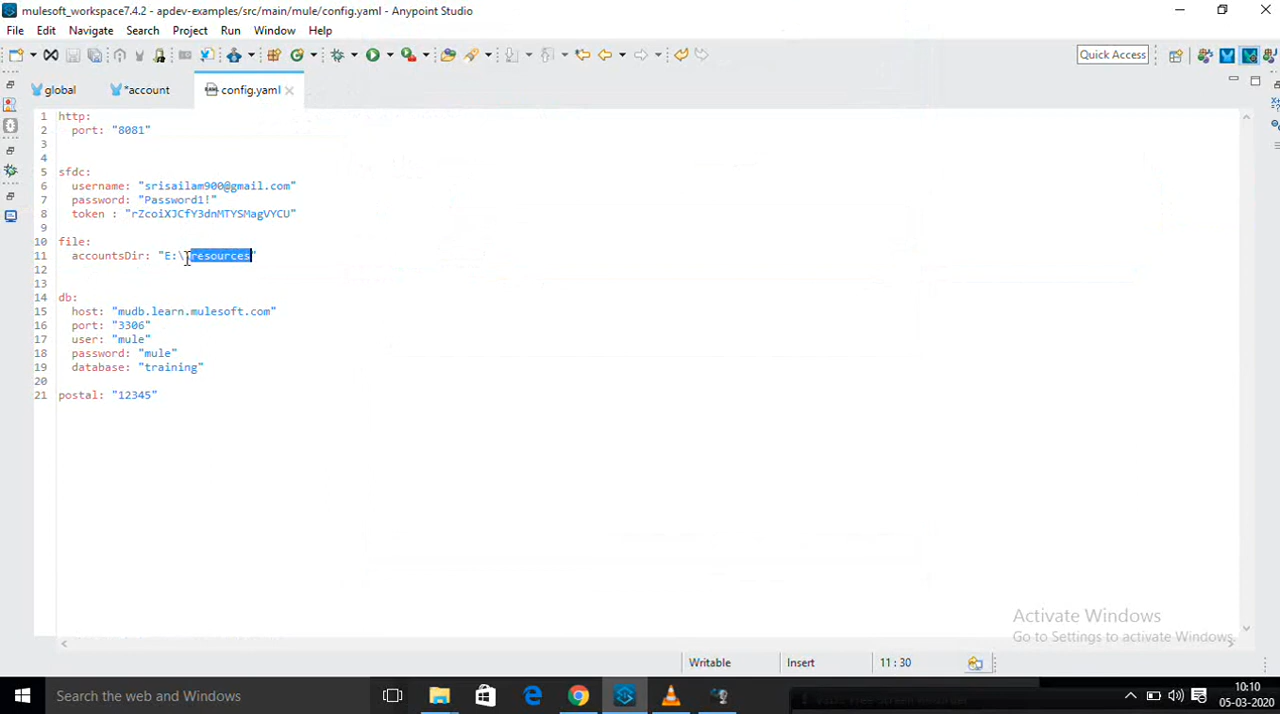 mulesoft_workspace7.4.2 - apdev-examples/src/main/mule/config.yaml - Anypoint Studio
File Edit Navigate Search Project Run Window Help
Quick Access
global *account config.yaml
1 http:
2 port: "8081"
3
4
5 sfdc:
6 username: "srisailam900@gmail.com"
7 password: "Password1!"
8 token : "rZcoiXJCfY3dnMTYSMagVYCU"
9
10 file:
11 accountsDir: "E:\\resources"
12
13
14 db:
15 host: "mudb.learn.mulesoft.com"
16 port: "3306"
17 user: "mule"
18 password: "mule"
19 database: "training"
20
21 postal: "12345"
Activate Windows
Go to Settings to activate Windows.
Writable Insert 11 : 30
Search the web and Windows
10:10
05-03-2020